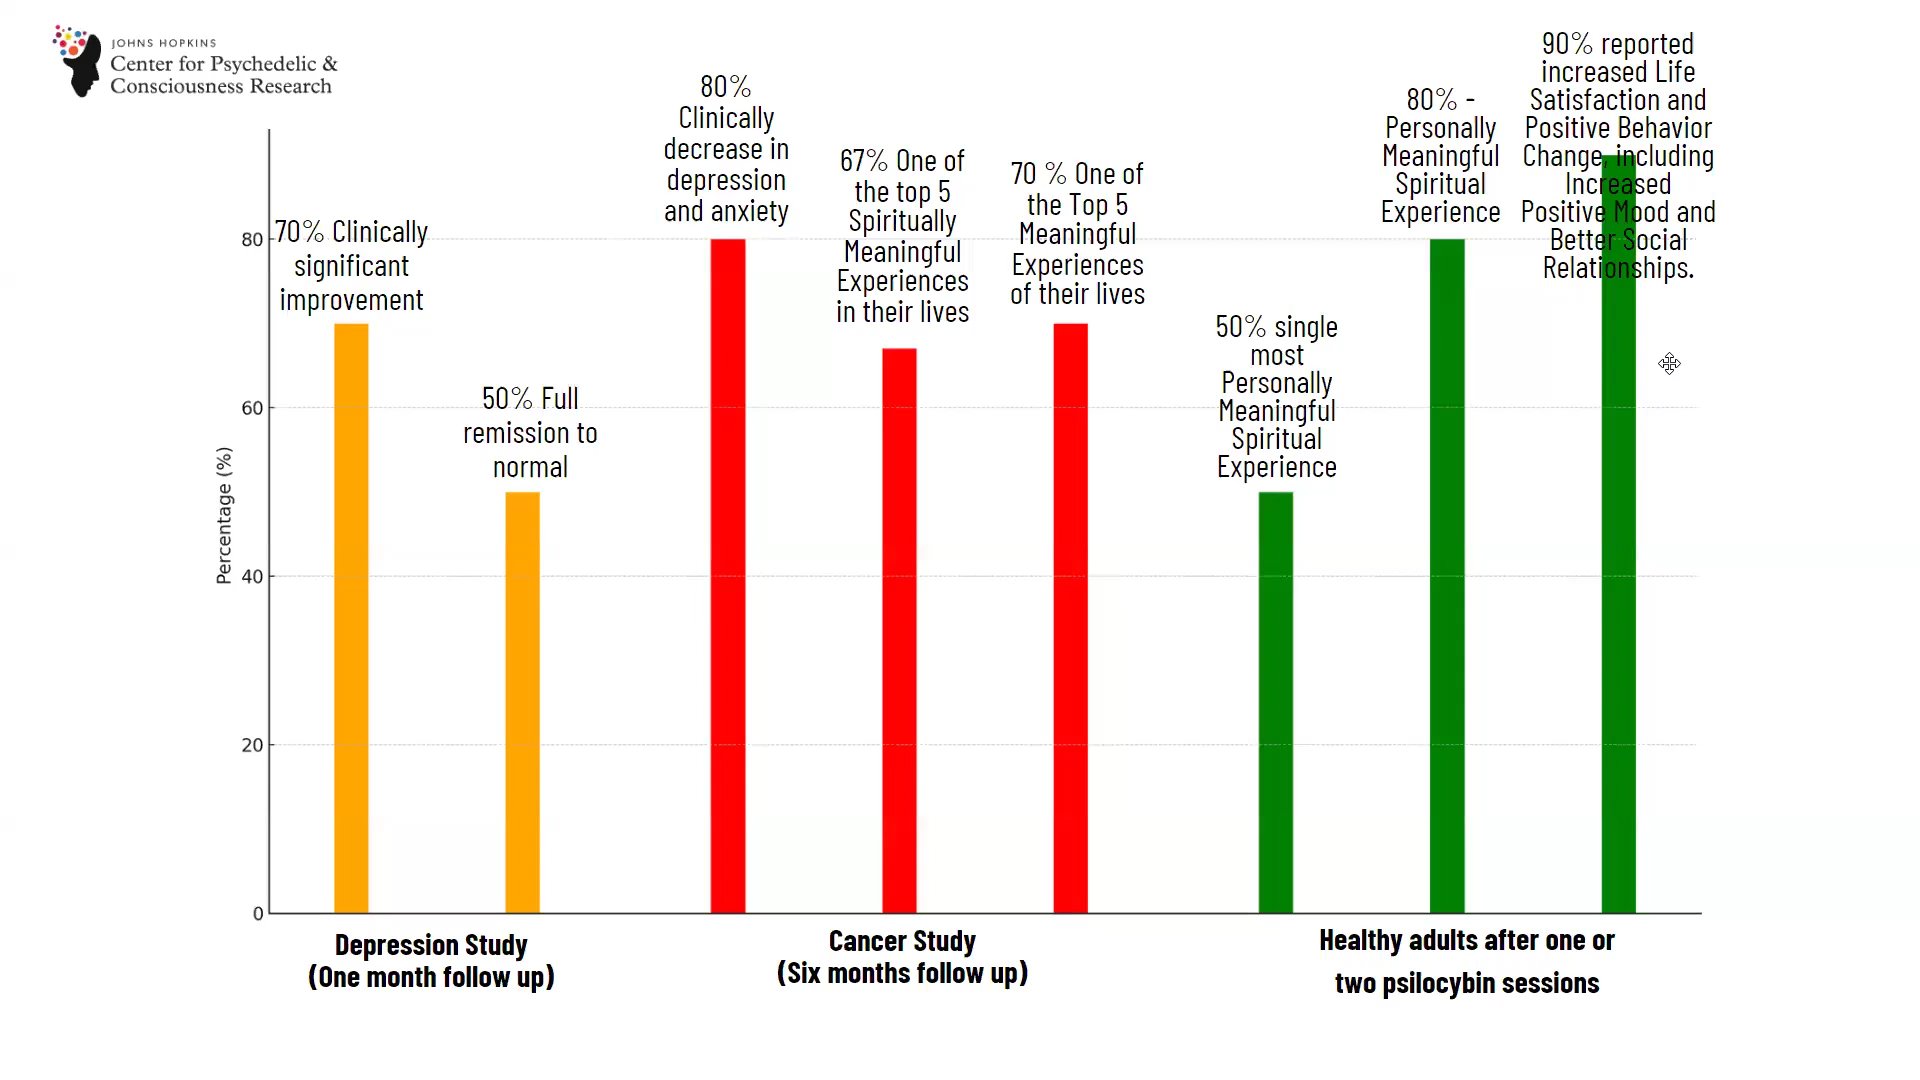 JOHNS HOPKINS
Center for Psychedelic &
Consciousness Research
Percentage (%)
80
60
40
20
0
70% Clinically
significant
improvement
50% Full
remission to
normal
80%
Clinically
decrease in
depression
and anxiety
67% One of
the top 5
Spiritually
Meaningful
Experiences
in their lives
70 % One of
the Top 5
Meaningful
Experiences
of their lives
50% single
most
Personally
Meaningful
Spiritual
Experience
80% -
Personally
Meaningful
Spiritual
Experience
90% reported
increased Life
Satisfaction and
Positive Behavior
Change, including
Increased
Positive Mood and
Better Social
Relationships.
Depression Study
(One month follow up)
Cancer Study
(Six months follow up)
Healthy adults after one or
two psilocybin sessions